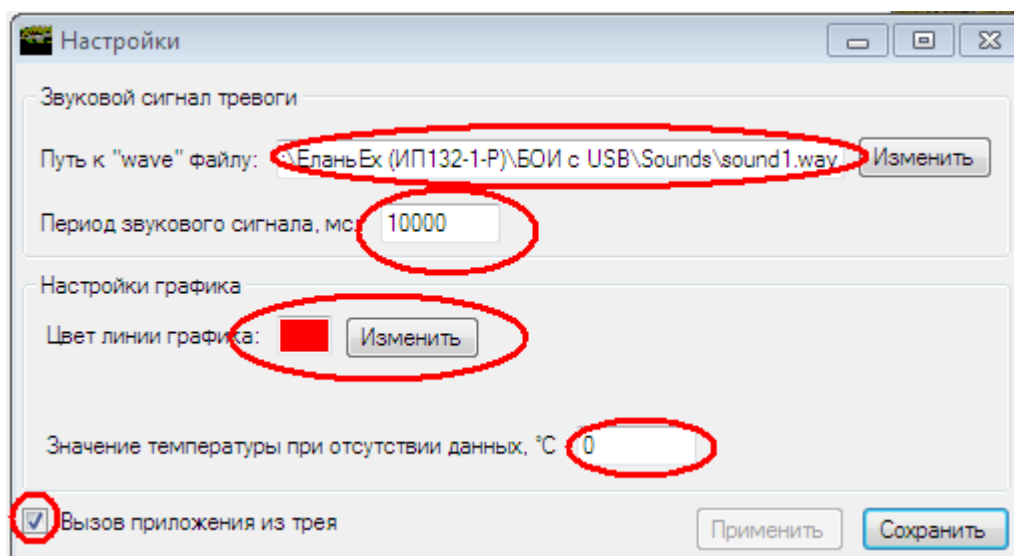 Настройки
Звуковой сигнал тревоги
Путь к "wave" файлу: :\ЕланьEx (ИП132-1-Р)\БОИ с USB\Sounds\sound1.wav Изменить
Период звукового сигнала, мс: 10000
Настройки графика
Цвет линии графика: Изменить
Значение температуры при отсутствии данных, °C 0
Вызов приложения из трея
Применить Сохранить